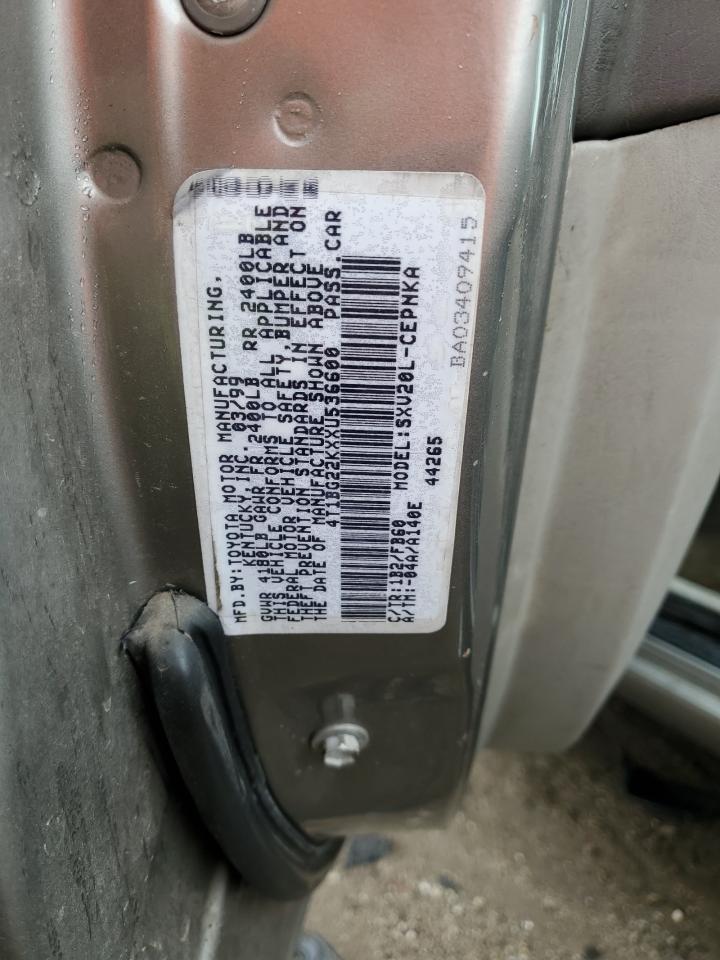 MFD.BY:TOYOTA MOTOR MANUFACTURING,
KENTUCKY, INC. 03/99
GVWR 4180LB GAWR FR 2400LB RR 2400LB
THIS VEHICLE CONFORMS TO ALL APPLICABLE
FEDERAL MOTOR VEHICLE SAFETY, BUMPER AND
THEFT PREVENTION STANDARDS IN EFFECT ON
THE DATE OF MANUFACTURE SHOWN ABOVE.
4T1BG22KXXU536600 PASS.CAR
C/TR:1B2/FB60 MODEL:SXV20L-CEPNKA
A/TM:-04A/A140E 44265
BA03409415